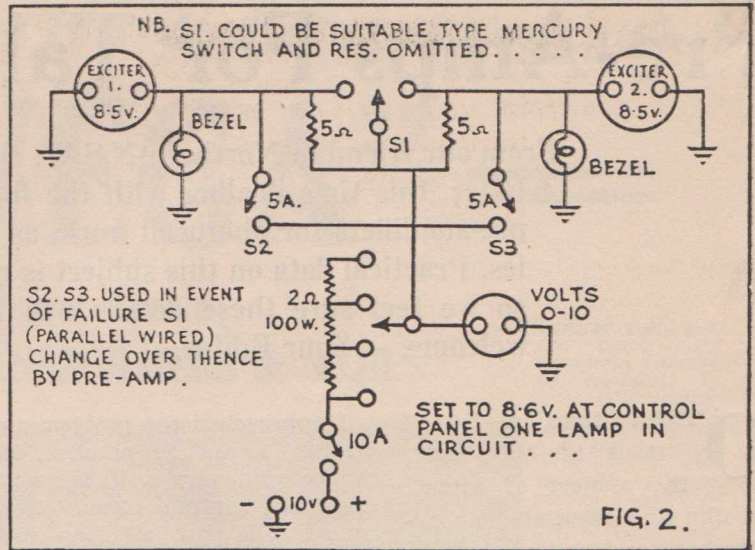 NB. S1. COULD BE SUITABLE TYPE MERCURY
SWITCH AND RES. OMITTED. . . . .
EXCITER
1.
8·5v.
EXCITER
2.
8·5v.
BEZEL
5Ω
S1
5Ω
BEZEL
5A.
5A
S2
S3
S2. S3. USED IN EVENT
OF FAILURE S1
(PARALLEL WIRED)
CHANGE OVER THENCE
BY PRE-AMP.
2Ω
100W.
VOLTS
0-10
SET TO 8·6v. AT CONTROL
PANEL ONE LAMP IN
CIRCUIT . . .
10A
- 10v +
FIG. 2.